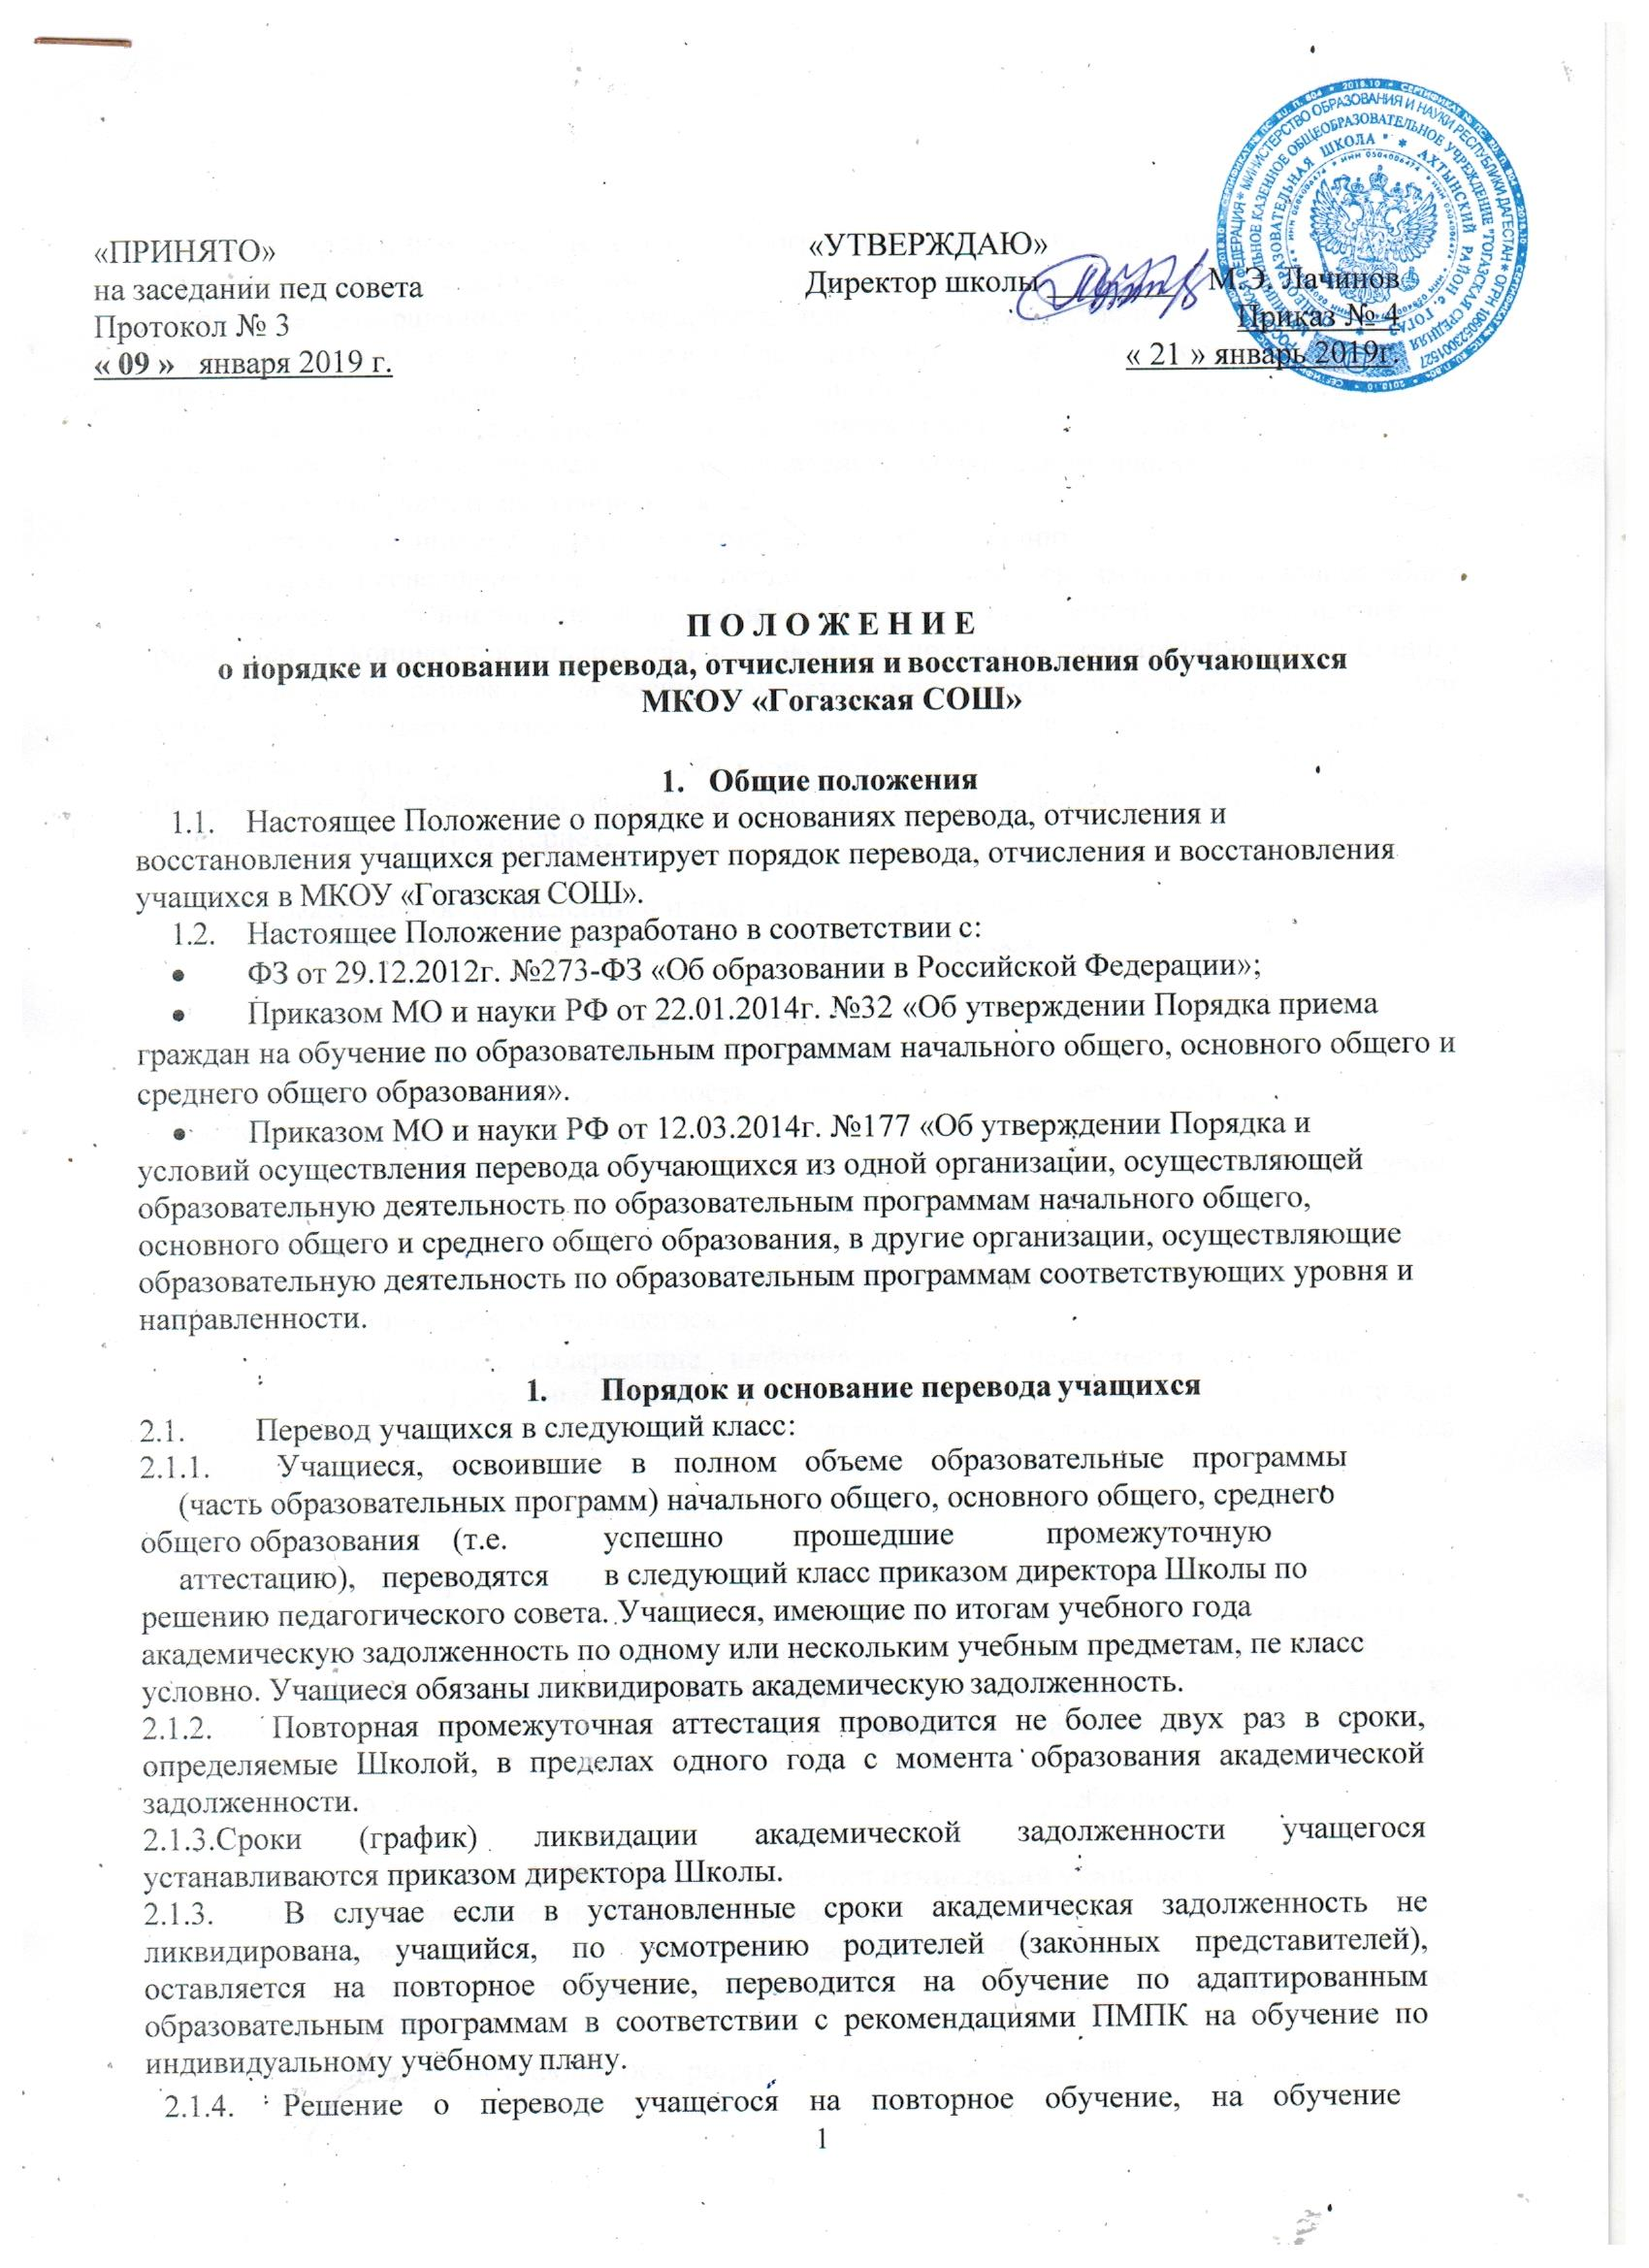 «ПРИНЯТО»
на заседании пед совета
Протокол № 3
« 09 » января 2019 г.
«УТВЕРЖДАЮ»
Директор школы М.Э. Лачинов
Приказ № 4
« 21 » январь 2019г.
П О Л О Ж Е Н И Е
о порядке и основании перевода, отчисления и восстановления обучающихся
МКОУ «Гогазская СОШ»
1. Общие положения
1.1. Настоящее Положение о порядке и основаниях перевода, отчисления и
восстановления учащихся регламентирует порядок перевода, отчисления и восстановления
учащихся в МКОУ «Гогазская СОШ».
1.2. Настоящее Положение разработано в соответствии с:
• ФЗ от 29.12.2012г. №273-ФЗ «Об образовании в Российской Федерации»;
• Приказом МО и науки РФ от 22.01.2014г. №32 «Об утверждении Порядка приема
граждан на обучение по образовательным программам начального общего, основного общего и
среднего общего образования».
• Приказом МО и науки РФ от 12.03.2014г. №177 «Об утверждении Порядка и
условий осуществления перевода обучающихся из одной организации, осуществляющей
образовательную деятельность по образовательным программам начального общего,
основного общего и среднего общего образования, в другие организации, осуществляющие
образовательную деятельность по образовательным программам соответствующих уровня и
направленности.
1. Порядок и основание перевода учащихся
2.1. Перевод учащихся в следующий класс:
2.1.1. Учащиеся, освоившие в полном объеме образовательные программы
(часть образовательных программ) начального общего, основного общего, среднего
общего образования (т.е. успешно прошедшие промежуточную
аттестацию), переводятся в следующий класс приказом директора Школы по
решению педагогического совета. Учащиеся, имеющие по итогам учебного года
академическую задолженность по одному или нескольким учебным предметам, пе класс
условно. Учащиеся обязаны ликвидировать академическую задолженность.
2.1.2. Повторная промежуточная аттестация проводится не более двух раз в сроки,
определяемые Школой, в пределах одного года с момента образования академической
задолженности.
2.1.3.Сроки (график) ликвидации академической задолженности учащегося
устанавливаются приказом директора Школы.
2.1.3. В случае если в установленные сроки академическая задолженность не
ликвидирована, учащийся, по усмотрению родителей (законных представителей),
оставляется на повторное обучение, переводится на обучение по адаптированным
образовательным программам в соответствии с рекомендациями ПМПК на обучение по
индивидуальному учебному плану.
2.1.4. Решение о переводе учащегося на повторное обучение, на обучение
1